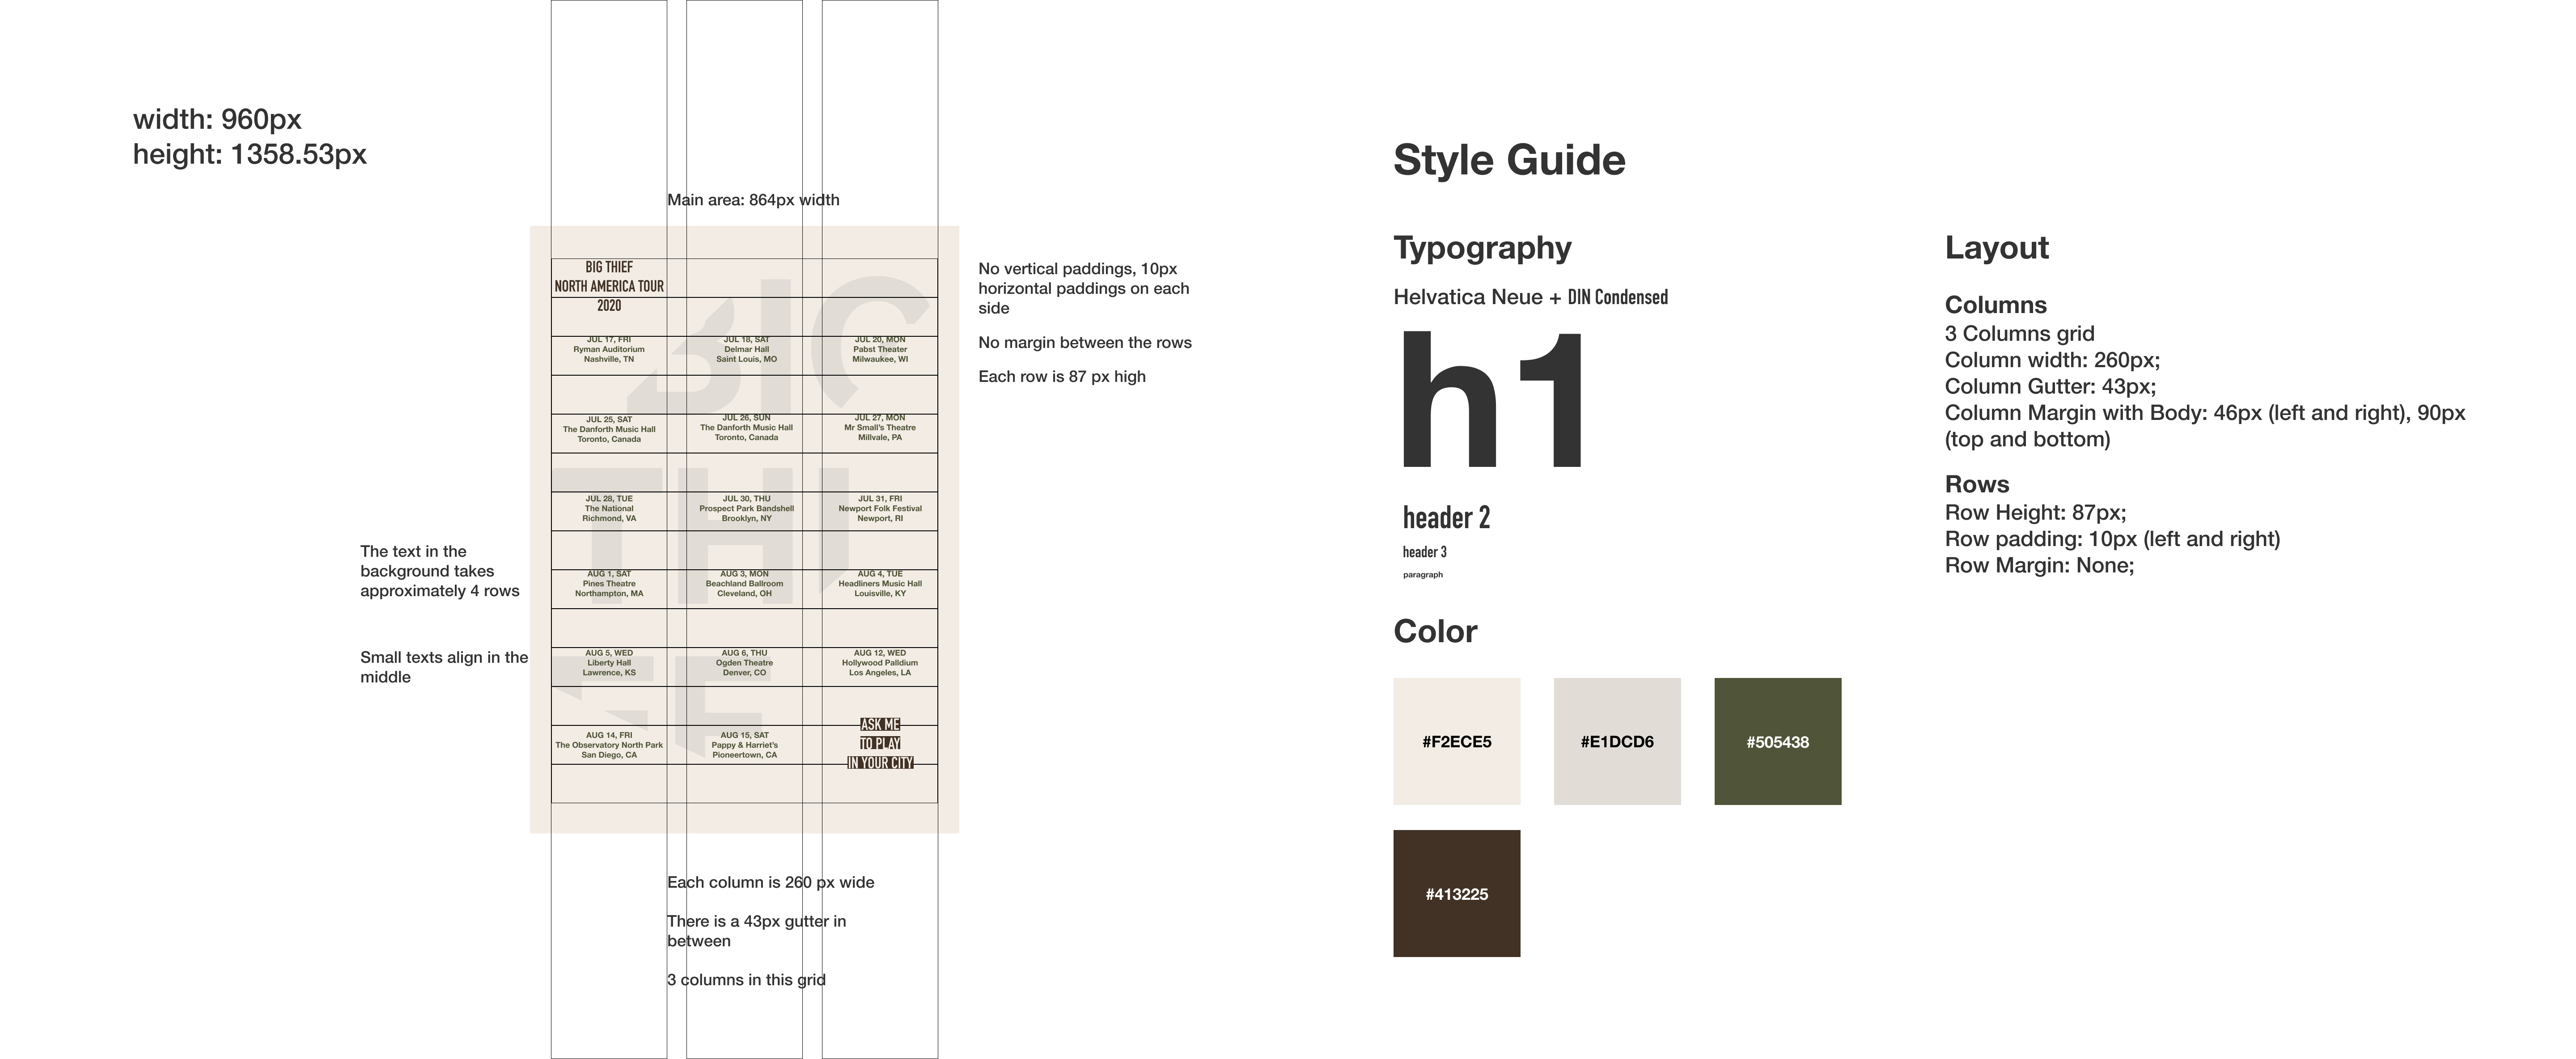 width: 960px
height: 1358.53px
Main area: 864px width
BIG THIEF
NORTH AMERICA TOUR
2020
BIG
THI
EF
JUL 17, FRI
Ryman Auditorium
Nashville, TN
JUL 18, SAT
Delmar Hall
Saint Louis, MO
JUL 20, MON
Pabst Theater
Milwaukee, WI
JUL 25, SAT
The Danforth Music Hall
Toronto, Canada
JUL 26, SUN
The Danforth Music Hall
Toronto, Canada
JUL 27, MON
Mr Small's Theatre
Millvale, PA
JUL 28, TUE
The National
Richmond, VA
JUL 30, THU
Prospect Park Bandshell
Brooklyn, NY
JUL 31, FRI
Newport Folk Festival
Newport, RI
AUG 1, SAT
Pines Theatre
Northampton, MA
AUG 3, MON
Beachland Ballroom
Cleveland, OH
AUG 4, TUE
Headliners Music Hall
Louisville, KY
AUG 5, WED
Liberty Hall
Lawrence, KS
AUG 6, THU
Ogden Theatre
Denver, CO
AUG 12, WED
Hollywood Palldium
Los Angeles, LA
AUG 14, FRI
The Observatory North Park
San Diego, CA
AUG 15, SAT
Pappy & Harriet's
Pioneertown, CA
ASK ME
TO PLAY
IN YOUR CITY
No vertical paddings, 10px
horizontal paddings on each
side
No margin between the rows
Each row is 87 px high
The text in the
background takes
approximately 4 rows
Small texts align in the
middle
Each column is 260 px wide
There is a 43px gutter in
between
3 columns in this grid
Style Guide
Typography
Helvatica Neue + DIN Condensed
h1
header 2
header 3
paragraph
Color
#F2ECE5
#E1DCD6
#505438
#413225
Layout
Columns
3 Columns grid
Column width: 260px;
Column Gutter: 43px;
Column Margin with Body: 46px (left and right), 90px
(top and bottom)
Rows
Row Height: 87px;
Row padding: 10px (left and right)
Row Margin: None;